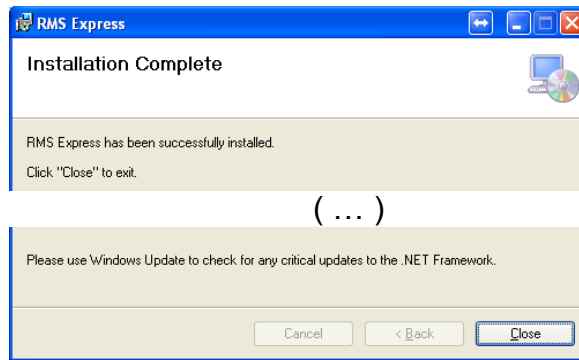 RMS Express
Installation Complete
RMS Express has been successfully installed.
Click "Close" to exit.
( ... )
Please use Windows Update to check for any critical updates to the .NET Framework.
Cancel < Back Close